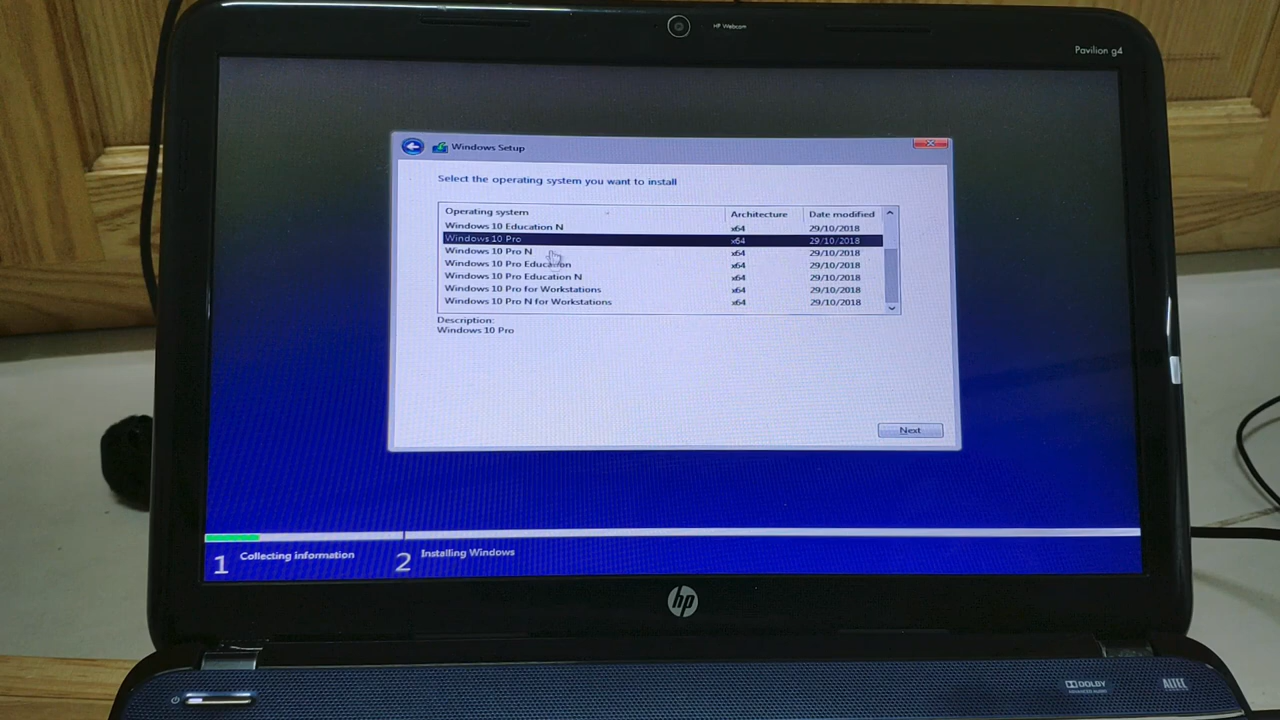 HP Webcam
Pavilion g4
Windows Setup
Select the operating system you want to install
Operating system Architecture Date modified
Windows 10 Education N x64 29/10/2018
Windows 10 Pro x64 29/10/2018
Windows 10 Pro N x64 29/10/2018
Windows 10 Pro Education x64 29/10/2018
Windows 10 Pro Education N x64 29/10/2018
Windows 10 Pro for Workstations x64 29/10/2018
Windows 10 Pro N for Workstations x64 29/10/2018
Description:
Windows 10 Pro
Next
1 Collecting information 2 Installing Windows
hp
DOLBY
ADVANCED AUDIO
ALTEC